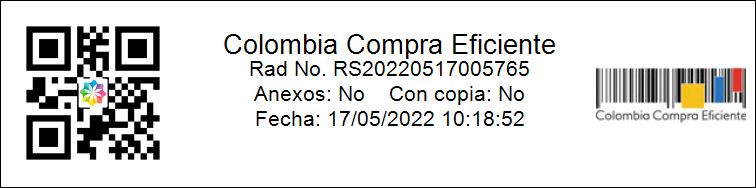 Colombia Compra Eficiente
Rad No. RS20220517005765
Anexos: No    Con copia: No
Fecha: 17/05/2022 10:18:52
Colombia Compra Eficiente